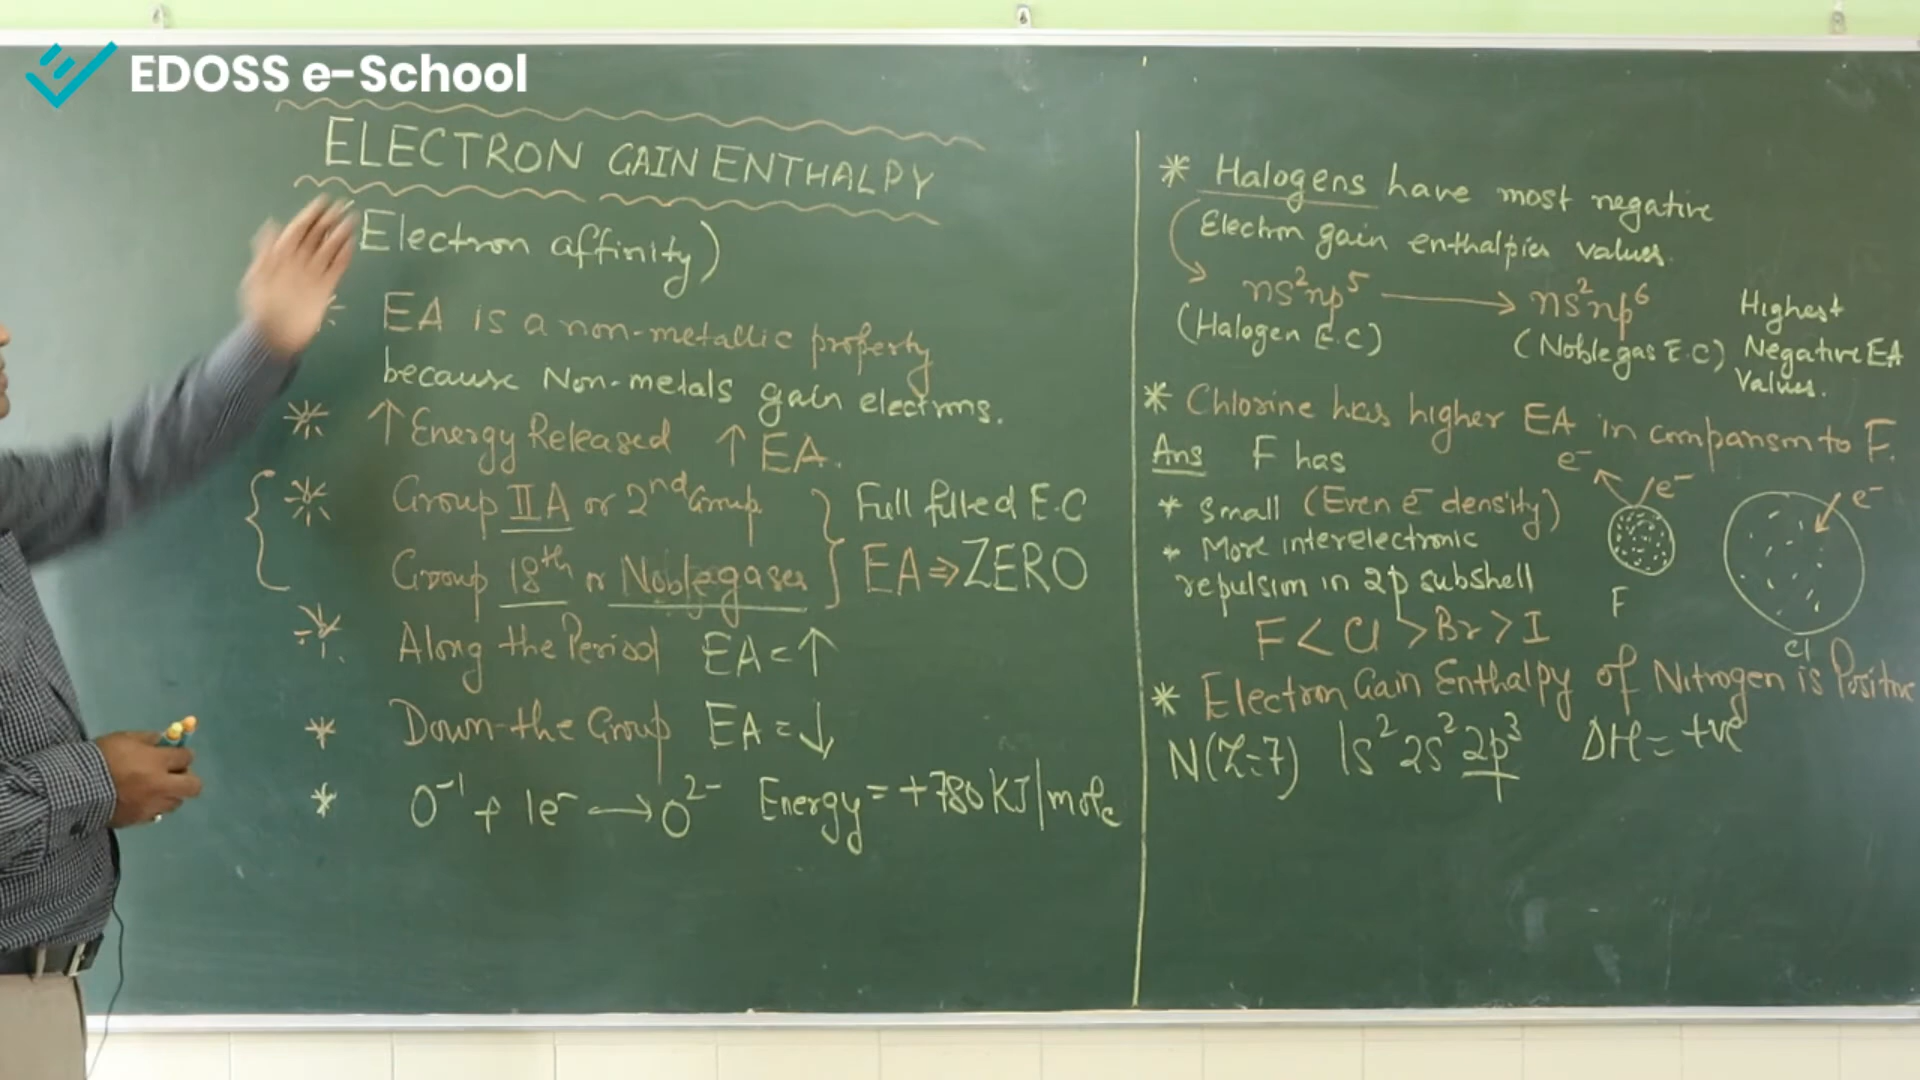 EDOSS e-School
ELECTRON GAIN ENTHALPY
(Electron affinity)
* EA is a non-metallic property
because Non-metals gain electrons.
* ↑ Energy Released ↑ EA.
* Group IIA or 2nd Group } Full filled E.C
Group 18th or Noble gases } EA ⇒ ZERO
* Along the Period EA = ↑
* Down the Group EA = ↓
* O⁻¹ + 1e⁻ → O²⁻ Energy = +780 KJ/mole
* Halogens have most negative
Electron gain enthalpies values.
ns²np⁵ → ns²np⁶
(Halogen E.C) (Noble gas E.C)
Highest
Negative EA
Values.
* Chlorine has higher EA in comparison to F.
Ans F has
* Small (Even e⁻ density)
* More interelectronic
repulsion in 2p subshell
F < Cl > Br > I
e⁻ e⁻ e⁻
F Cl
* Electron Gain Enthalpy of Nitrogen is Positive
N(Z=7) 1s² 2s² 2p³ ΔH = +ve